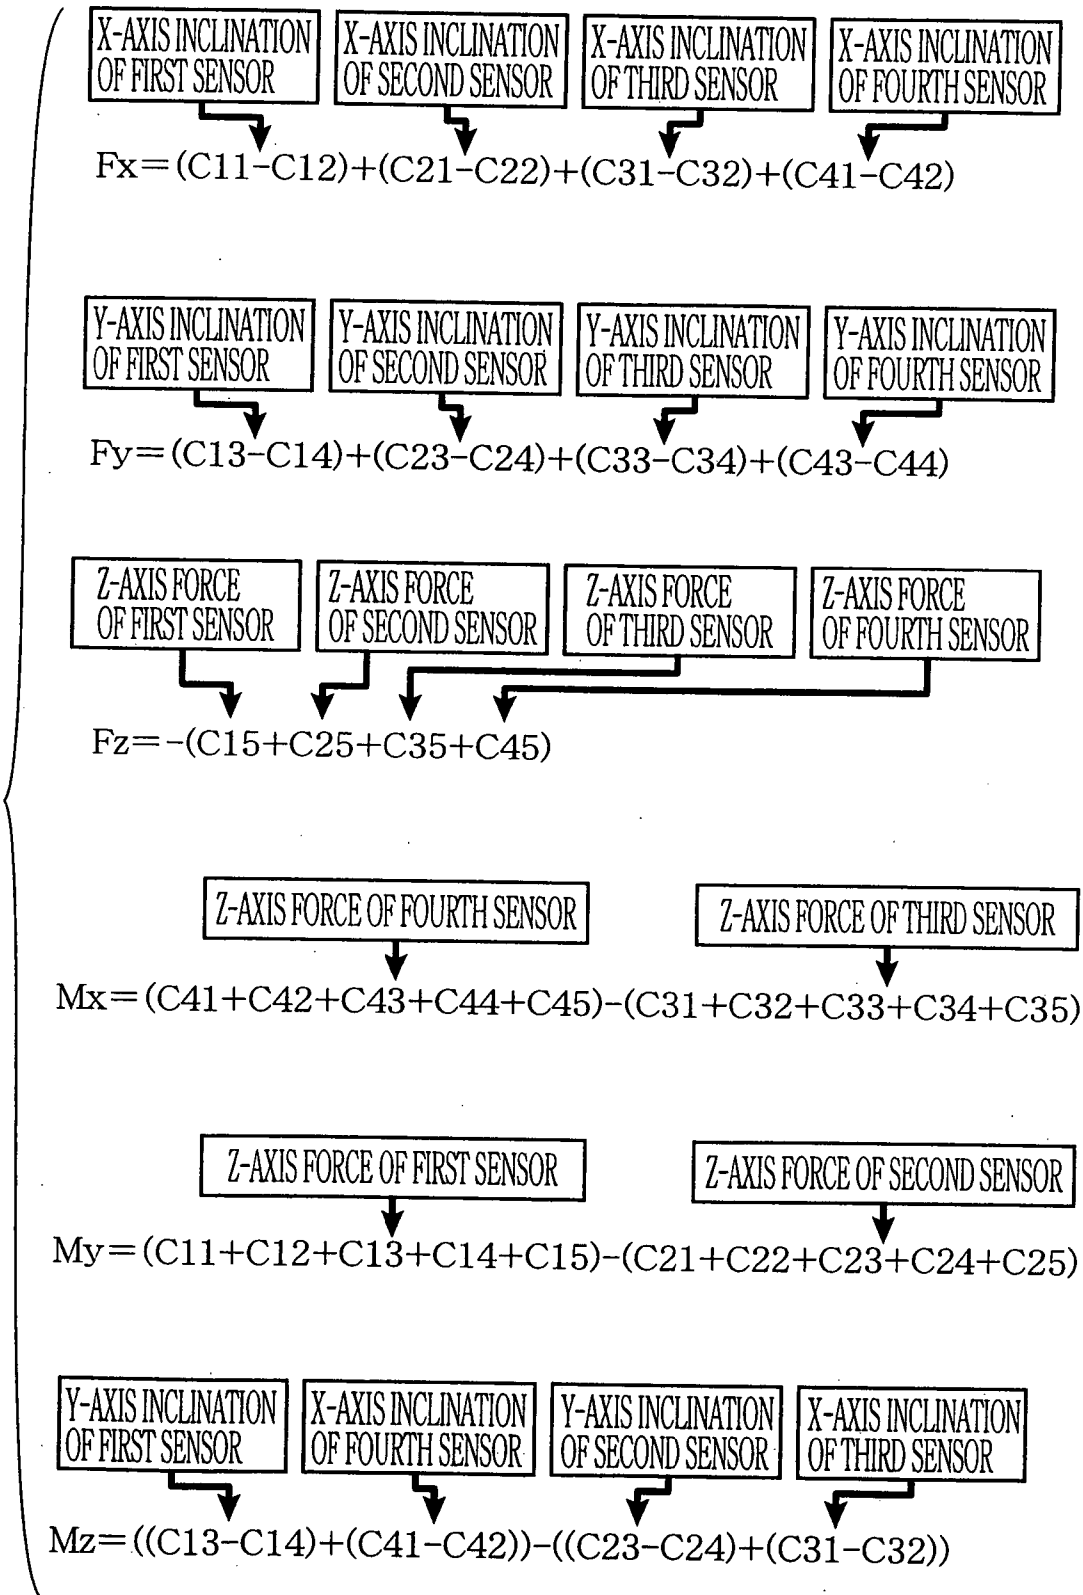 X-AXIS INCLINATION OF FIRST SENSOR
X-AXIS INCLINATION OF SECOND SENSOR
X-AXIS INCLINATION OF THIRD SENSOR
X-AXIS INCLINATION OF FOURTH SENSOR
Fx=(C11-C12)+(C21-C22)+(C31-C32)+(C41-C42)
Y-AXIS INCLINATION OF FIRST SENSOR
Y-AXIS INCLINATION OF SECOND SENSOR
Y-AXIS INCLINATION OF THIRD SENSOR
Y-AXIS INCLINATION OF FOURTH SENSOR
Fy=(C13-C14)+(C23-C24)+(C33-C34)+(C43-C44)
Z-AXIS FORCE OF FIRST SENSOR
Z-AXIS FORCE OF SECOND SENSOR
Z-AXIS FORCE OF THIRD SENSOR
Z-AXIS FORCE OF FOURTH SENSOR
Fz=-(C15+C25+C35+C45)
Z-AXIS FORCE OF FOURTH SENSOR
Z-AXIS FORCE OF THIRD SENSOR
Mx=(C41+C42+C43+C44+C45)-(C31+C32+C33+C34+C35)
Z-AXIS FORCE OF FIRST SENSOR
Z-AXIS FORCE OF SECOND SENSOR
My=(C11+C12+C13+C14+C15)-(C21+C22+C23+C24+C25)
Y-AXIS INCLINATION OF FIRST SENSOR
X-AXIS INCLINATION OF FOURTH SENSOR
Y-AXIS INCLINATION OF SECOND SENSOR
X-AXIS INCLINATION OF THIRD SENSOR
Mz=((C13-C14)+(C41-C42))-((C23-C24)+(C31-C32))